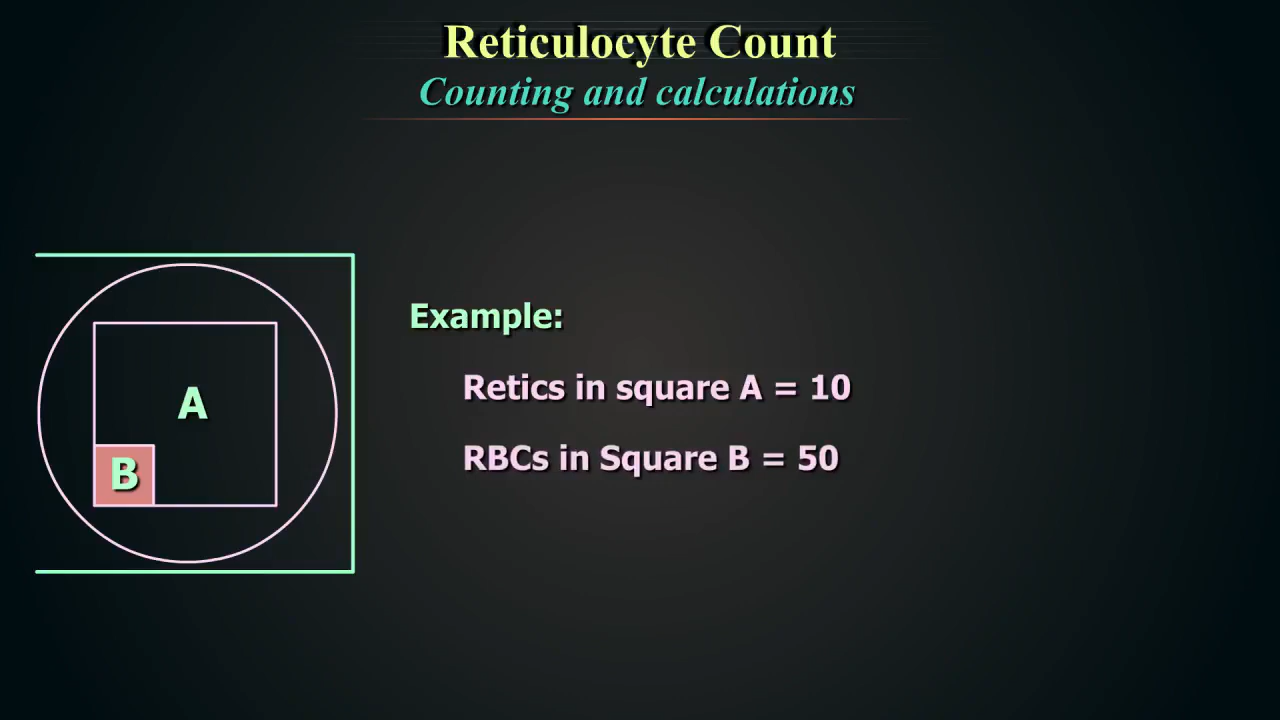 Reticulocyte Count
Counting and calculations
Example:
Retics in square A = 10
A
RBCs in Square B = 50
B